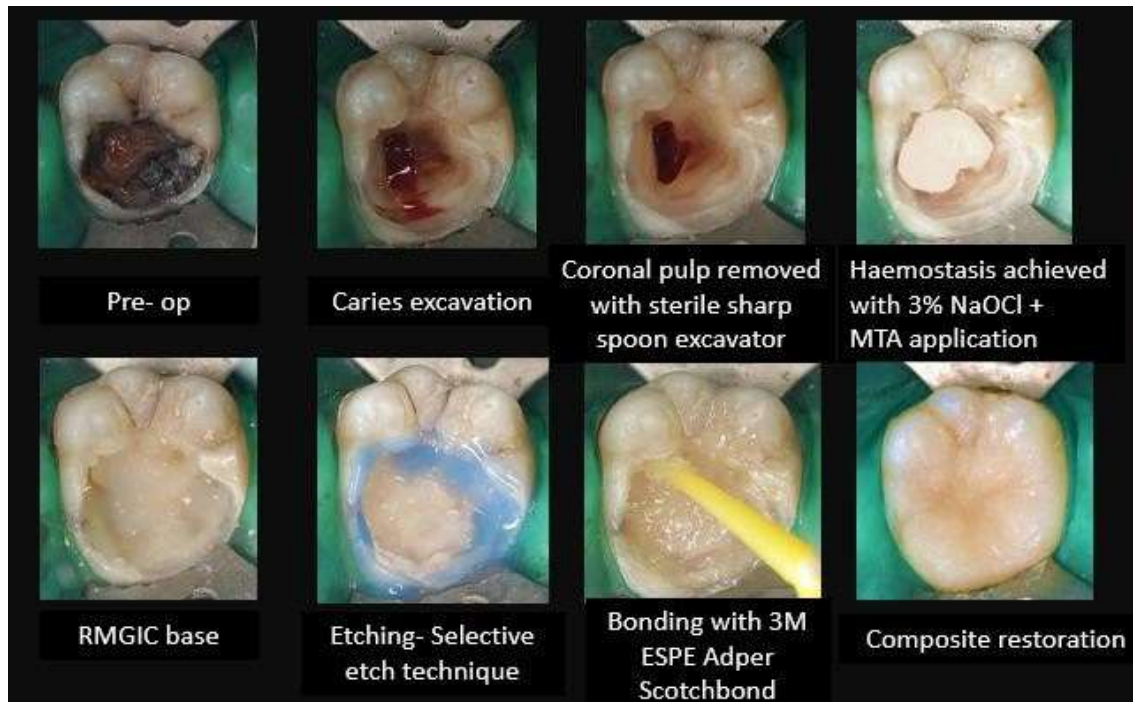 Pre- op
Caries excavation
Coronal pulp removed
with sterile sharp
spoon excavator
Haemostasis achieved
with 3% NaOCl +
MTA application
RMGIC base
Etching- Selective
etch technique
Bonding with 3M
ESPE Adper
Scotchbond
Composite restoration